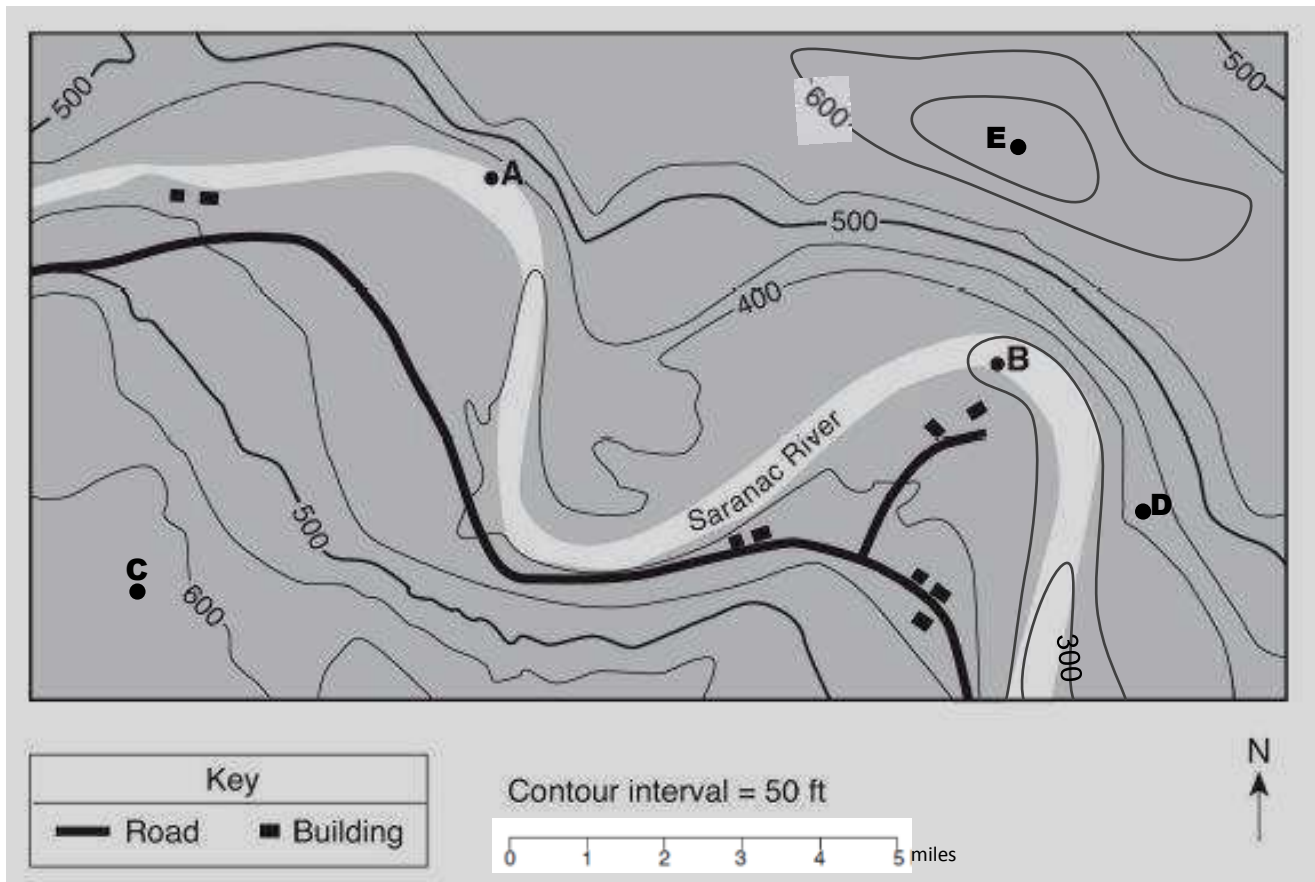 500
500
600
E
A
500
400
B
Saranac River
D
500
C
600
300
Key
Road Building
Contour interval = 50 ft
0 1 2 3 4 5 miles
N